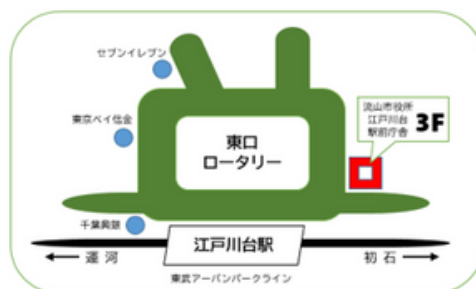 セブンイレブン
東京ベイ信金
東口
ロータリー
流山市役所
江戸川台
駅前庁舎
3F
千葉興銀
江戸川台駅
← 運河
初石 →
東武アーバンパークライン